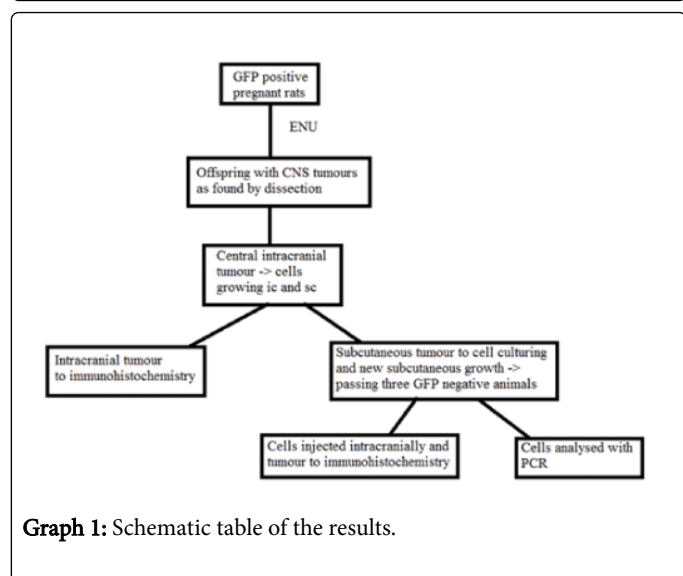 GFP positive
pregnant rats
ENU
Offspring with CNS tumours
as found by dissection
Central intracranial
tumour -> cells
growing ic and sc
Intracranial tumour
to immunohistochemistry
Subcutaneous tumour to cell culturing
and new subcutaneous growth ->
passing three GFP negative animals
Cells injected intracranially and
tumour to immunohistochemistry
Cells analysed with
PCR
Graph 1: Schematic table of the results.